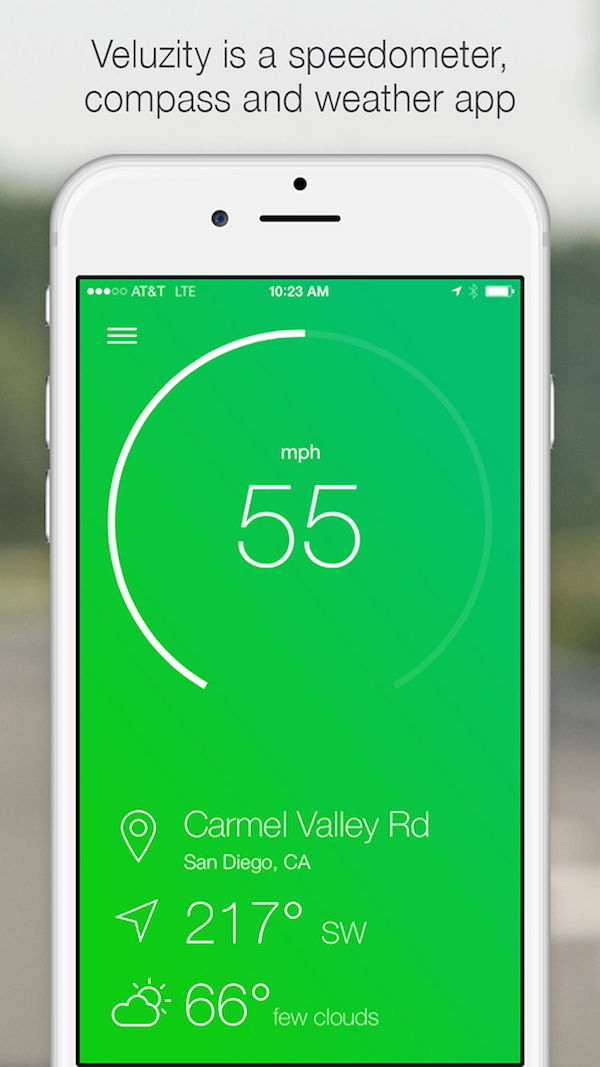 Veluzity is a speedometer,
compass and weather app
AT&T LTE 10:23 AM
mph
55
Carmel Valley Rd
San Diego, CA
217° SW
66° few clouds